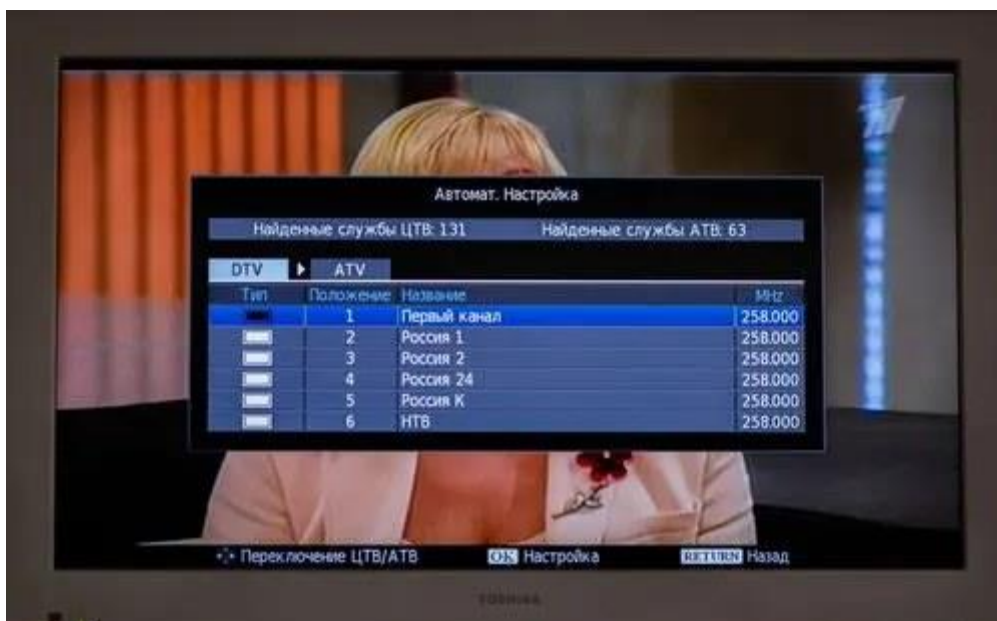 Автомат. Настройка
Найденные службы ЦТВ: 131 Найденные службы АТВ: 63
DTV ATV
Тип Положение Название MHz
1 Первый канал 258.000
2 Россия 1 258.000
3 Россия 2 258.000
4 Россия 24 258.000
5 Россия К 258.000
6 НТВ 258.000
Переключение ЦТВ/АТВ OK Настройка RETURN Назад
TOSHIBA